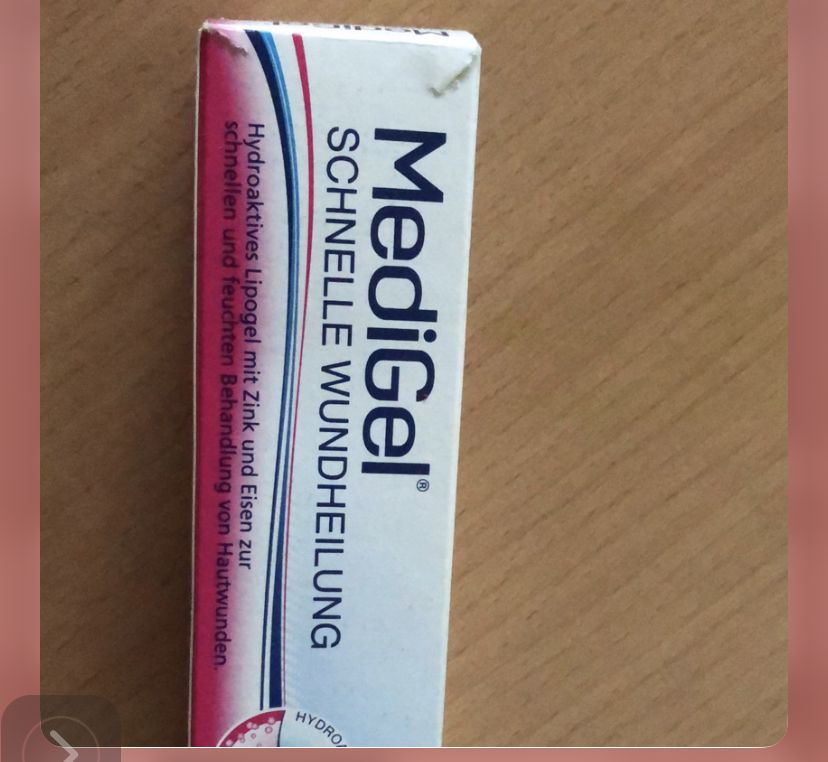 MediGel®
SCHNELLE WUNDHEILUNG
Hydroaktives Lipogel mit Zink und Eisen zur
schnellen und feuchten Behandlung von Hautwunden.